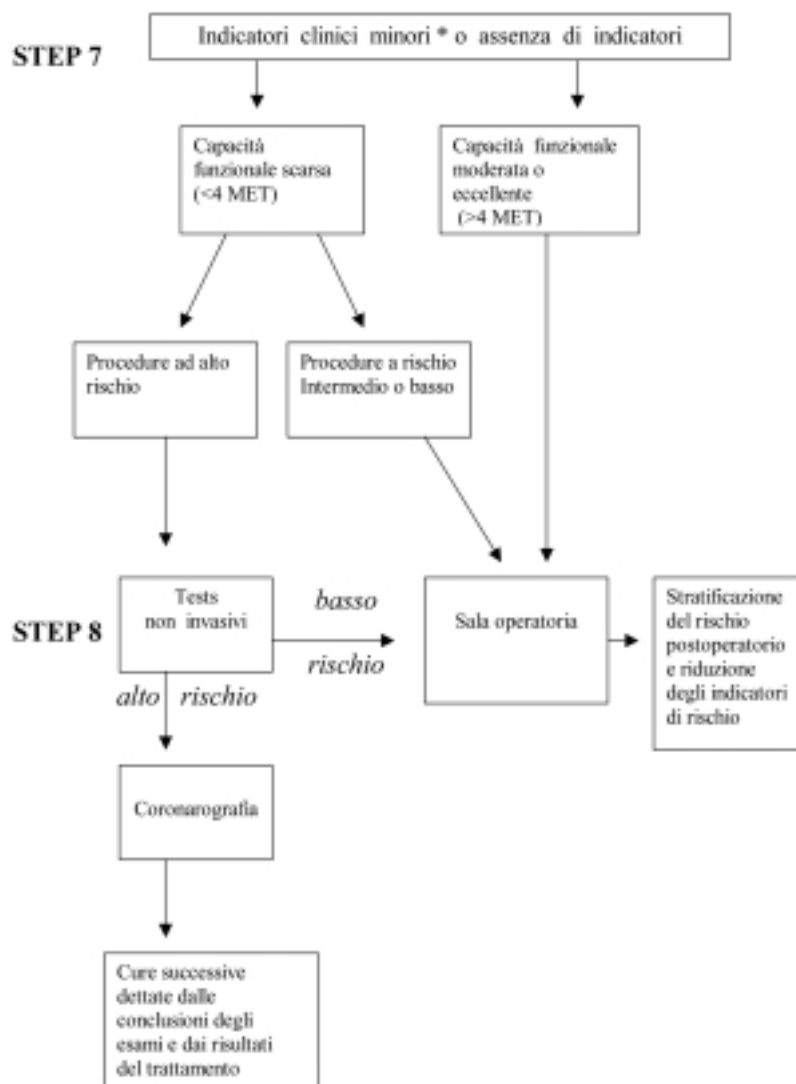 Indicatori clinici minori * o assenza di indicatori
STEP 7
Capacità
funzionale scarsa
(<4 MET)
Capacità funzionale
moderata o
eccellente
(>4 MET)
Procedure ad alto
rischio
Procedure a rischio
Intermedio o basso
STEP 8
Tests
non invasivi
basso
rischio
Sala operatoria
Stratificazione
del rischio
postoperatorio
e riduzione
degli indicatori
di rischio
alto rischio
Coronarografia
Cure successive
dettate dalle
conclusioni degli
esami e dai risultati
del trattamento